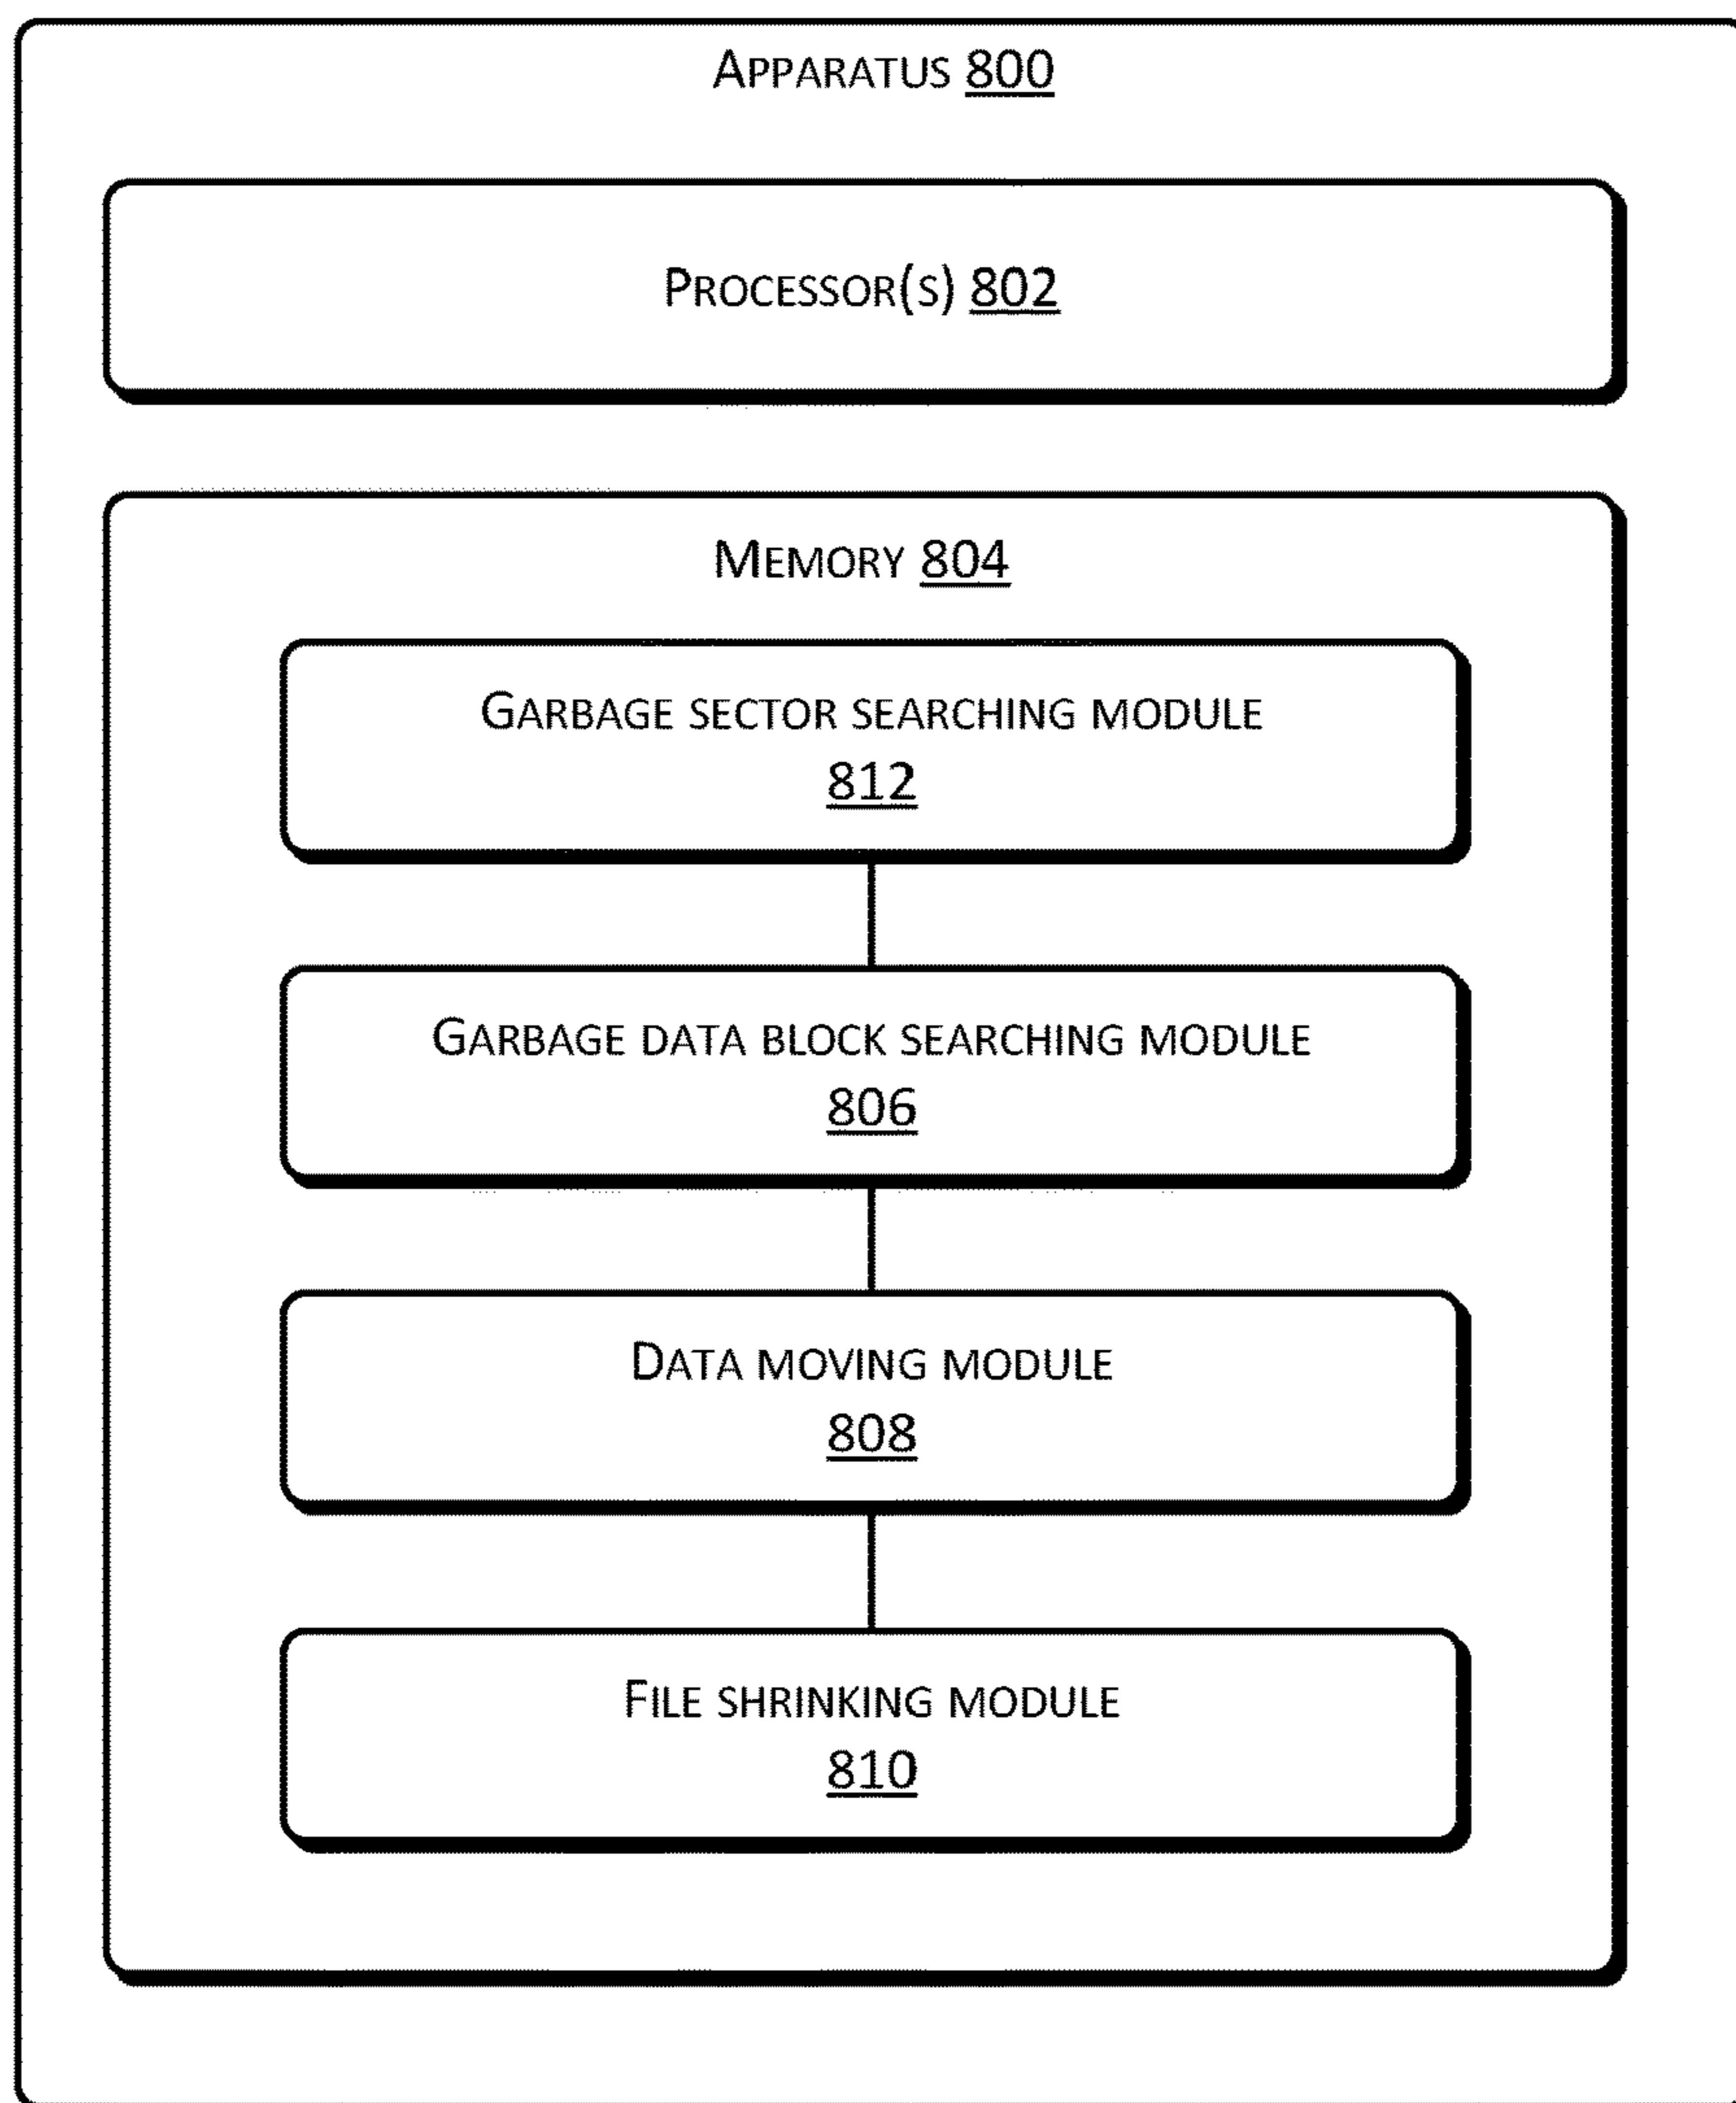 APPARATUS 800
PROCESSOR(S) 802
MEMORY 804
GARBAGE SECTOR SEARCHING MODULE
812
GARBAGE DATA BLOCK SEARCHING MODULE
806
DATA MOVING MODULE
808
FILE SHRINKING MODULE
810